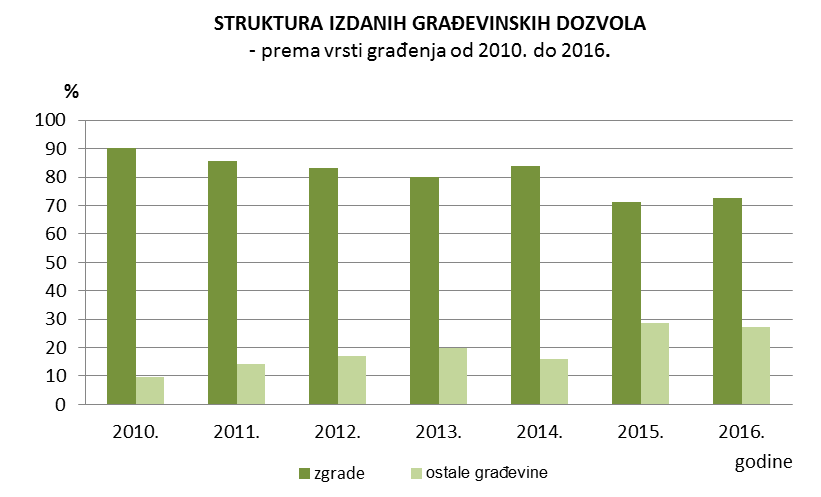 STRUKTURA IZDANIH GRAĐEVINSKIH DOZVOLA
- prema vrsti građenja od 2010. do 2016.
%
100
90
80
70
60
50
40
30
20
10
0
2010. 2011. 2012. 2013. 2014. 2015. 2016.
godine
zgrade ostale građevine